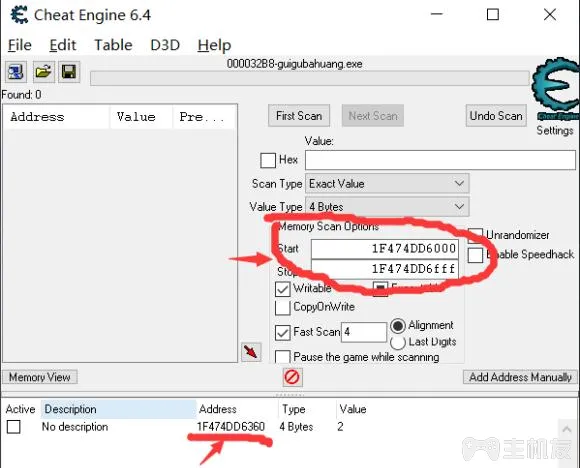 Cheat Engine 6.4
File Edit Table D3D Help
000032B8-guigubahuang.exe
Found: 0
Address Value Pre...
First Scan Next Scan Undo Scan
Cheat Engine
Settings
Value:
Hex
Scan Type Exact Value
Value Type 4 Bytes
Memory Scan Options
Unrandomizer
Start 1F474DD6000
Enable Speedhack
Stop 1F474DD6fff
Writable
CopyOnWrite
Fast Scan 4 Alignment
Last Digits
Pause the game while scanning
Memory View Add Address Manually
Active Description Address Type Value
No description 1F474DD6360 4 Bytes 2
主机友